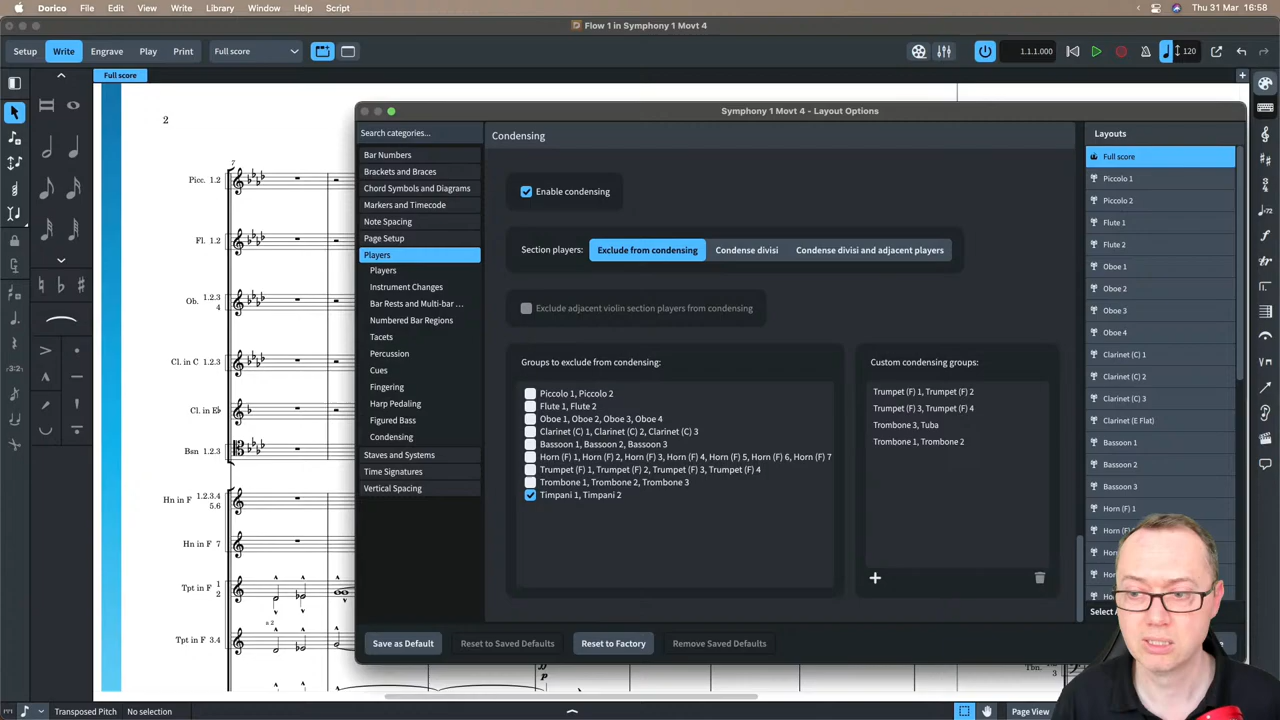 Dorico File Edit View Write Library Window Help Script Thu 31 Mar 16:58
Flow 1 in Symphony 1 Movt 4
Setup Write Engrave Play Print Full score 1.1.1.000 120
Full score
2
7
Picc. 1.2
Fl. 1.2
Ob. 1.2.3
4
Cl. in C 1.2.3
Cl. in E♭
Bsn 1.2.3
Hn in F 1.2.3.4
5.6
Hn in F 7
Tpt in F 1
2
a 2
Tpt in F 3.4
Symphony 1 Movt 4 - Layout Options
Search categories...
Bar Numbers
Brackets and Braces
Chord Symbols and Diagrams
Markers and Timecode
Note Spacing
Page Setup
Players
Players
Instrument Changes
Bar Rests and Multi-bar ...
Numbered Bar Regions
Tacets
Percussion
Cues
Fingering
Harp Pedaling
Figured Bass
Condensing
Staves and Systems
Time Signatures
Vertical Spacing
Condensing
Enable condensing
Section players: Exclude from condensing Condense divisi Condense divisi and adjacent players
Exclude adjacent violin section players from condensing
Groups to exclude from condensing:
Piccolo 1, Piccolo 2
Flute 1, Flute 2
Oboe 1, Oboe 2, Oboe 3, Oboe 4
Clarinet (C) 1, Clarinet (C) 2, Clarinet (C) 3
Bassoon 1, Bassoon 2, Bassoon 3
Horn (F) 1, Horn (F) 2, Horn (F) 3, Horn (F) 4, Horn (F) 5, Horn (F) 6, Horn (F) 7
Trumpet (F) 1, Trumpet (F) 2, Trumpet (F) 3, Trumpet (F) 4
Trombone 1, Trombone 2, Trombone 3
Timpani 1, Timpani 2
Custom condensing groups:
Trumpet (F) 1, Trumpet (F) 2
Trumpet (F) 3, Trumpet (F) 4
Trombone 3, Tuba
Trombone 1, Trombone 2
Save as Default Reset to Saved Defaults Reset to Factory Remove Saved Defaults
Layouts
Full score
Piccolo 1
Piccolo 2
Flute 1
Flute 2
Oboe 1
Oboe 2
Oboe 3
Oboe 4
Clarinet (C) 1
Clarinet (C) 2
Clarinet (C) 3
Clarinet (E Flat)
Bassoon 1
Bassoon 2
Bassoon 3
Horn (F) 1
Horn (F)
Select
Tbn.
3
Transposed Pitch No selection Page View